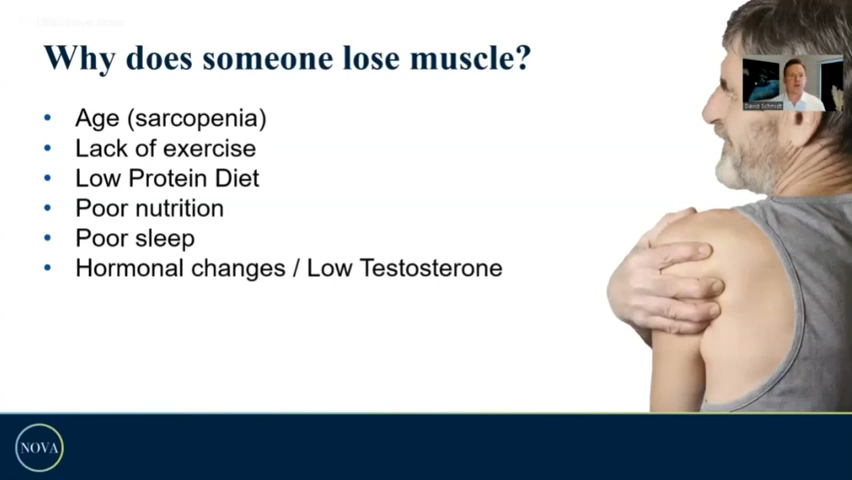 Why does someone lose muscle?
• Age (sarcopenia)
• Lack of exercise
• Low Protein Diet
• Poor nutrition
• Poor sleep
• Hormonal changes / Low Testosterone
David Schmidt
NOVA